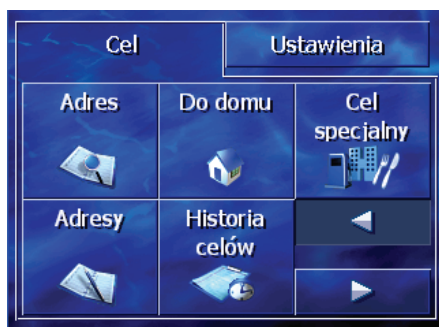 Cel
Ustawienia
Adres
Do domu
Cel
specjalny
Adresy
Historia
celów